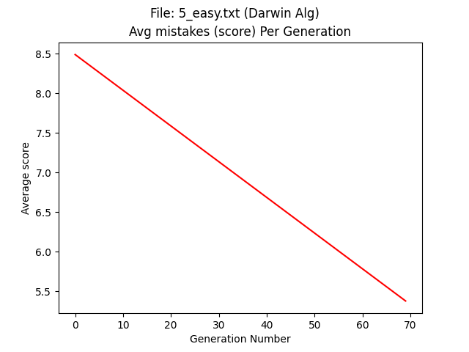 File: 5_easy.txt (Darwin Alg)
Avg mistakes (score) Per Generation
8.5
8.0
7.5
7.0
6.5
6.0
5.5
Average score
0 10 20 30 40 50 60 70
Generation Number